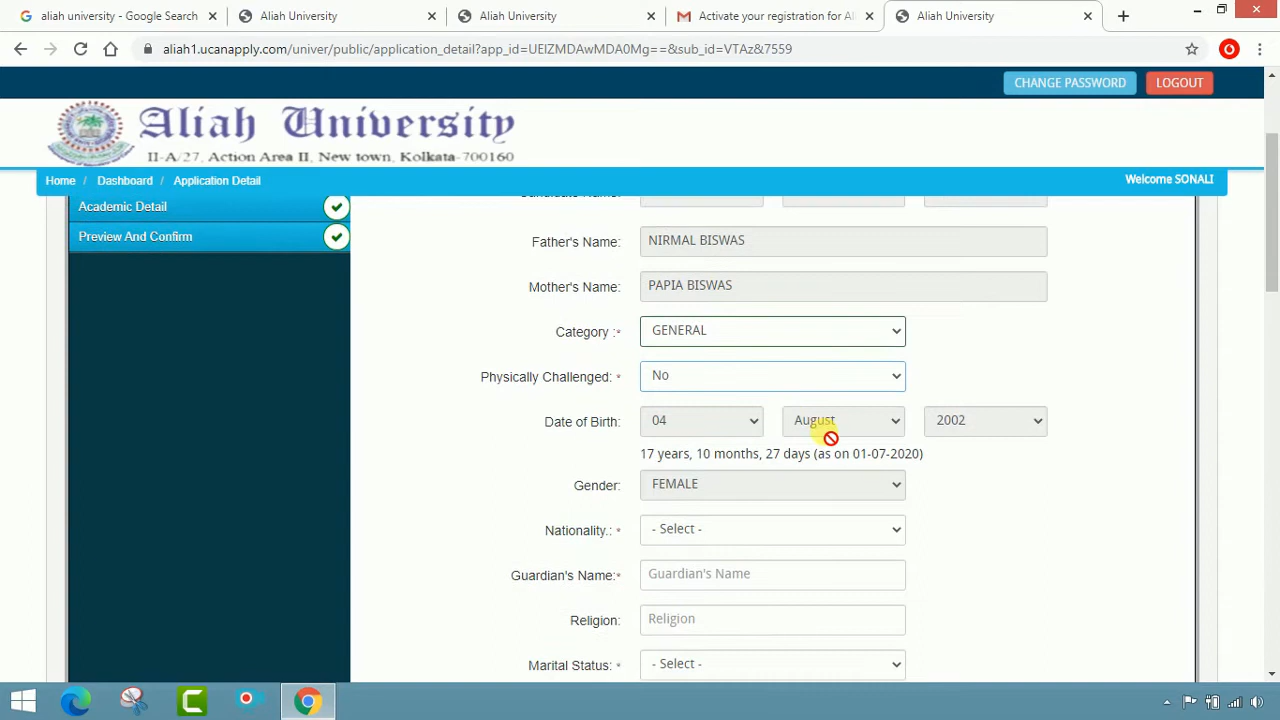 aliah university - Google Search
Aliah University
Aliah University
Activate your registration for Al
Aliah University
aliah1.ucanapply.com/univer/public/application_detail?app_id=UElZMDAwMDA0Mg==&sub_id=VTAz&7559
CHANGE PASSWORD
LOGOUT
Aliah University
II-A/27, Action Area II, New town, Kolkata-700160
Home / Dashboard / Application Detail
Welcome SONALI
Academic Detail
Preview And Confirm
Father's Name: NIRMAL BISWAS
Mother's Name: PAPIA BISWAS
Category :* GENERAL
Physically Challenged: * No
Date of Birth: 04 August 2002
17 years, 10 months, 27 days (as on 01-07-2020)
Gender: FEMALE
Nationality.: * - Select -
Guardian's Name:* Guardian's Name
Religion: Religion
Marital Status: * - Select -